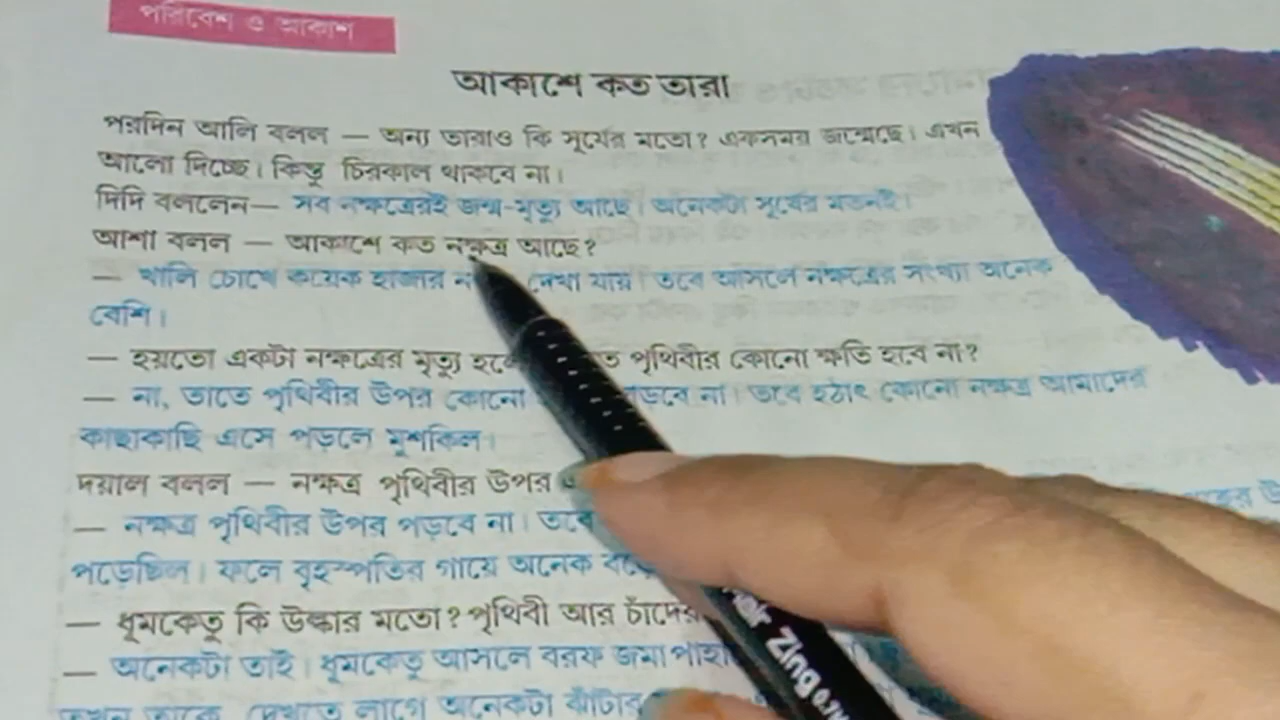 পরিবেশ ও আকাশ
আকাশে কত তারা
পরদিন আলি বলল — অন্য তারাও কি সূর্যের মতো? একসময় জন্মেছে। এখন
আলো দিচ্ছে। কিন্তু চিরকাল থাকবে না।
দিদি বললেন— সব নক্ষত্রেরই জন্ম-মৃত্যু আছে। অনেকটা সূর্যের মতনই।
আশা বলল — আকাশে কত নক্ষত্র আছে?
— খালি চোখে কয়েক হাজার দেখা যায়। তবে আসলে নক্ষত্রের সংখ্যা অনেক
বেশি।
— হয়তো একটা নক্ষত্রের মৃত্যু পৃথিবীর কোনো ক্ষতি হবে না?
— না, তাতে পৃথিবীর উপর কোনো না। তবে হঠাৎ কোনো নক্ষত্র আমাদের
কাছাকাছি এসে পড়লে মুশকিল।
দয়াল বলল — নক্ষত্র পৃথিবীর উপর
— নক্ষত্র পৃথিবীর উপর পড়বে না। তবে
পড়েছিল। ফলে বৃহস্পতির গায়ে অনেক
— ধূমকেতু কি উল্কার মতো? পৃথিবী আর চাঁদের
— অনেকটা তাই। ধূমকেতু আসলে বরফ জমা
তখন তাকে দেখতে লাগে অনেকটা ঝাঁটার
Zing